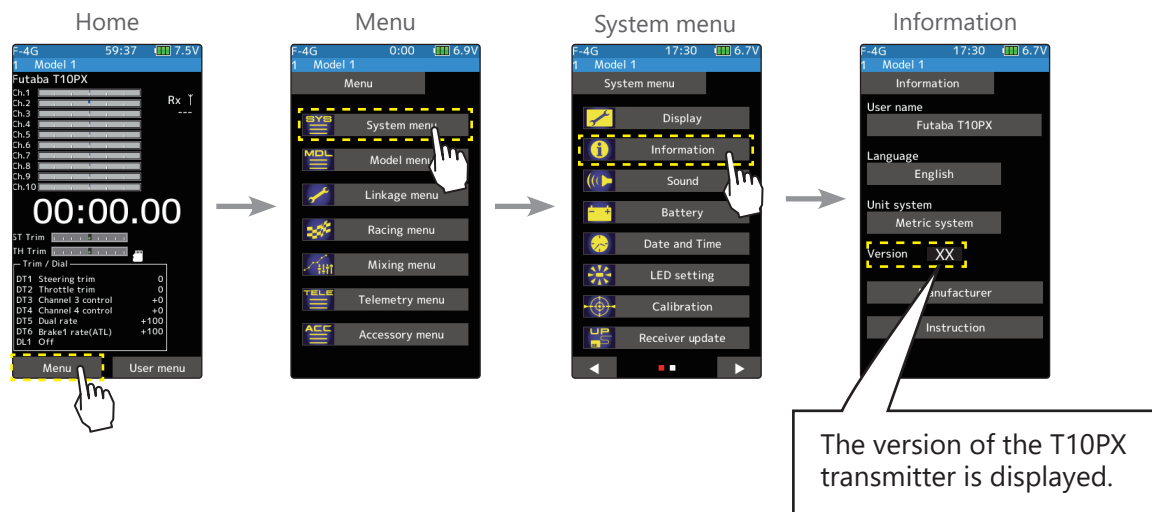 Home
F-4G 59:37 7.5V
1 Model 1
Futaba T10PX
Ch.1
Ch.2
Ch.3
Ch.4
Ch.5
Ch.6
Ch.7
Ch.8
Ch.9
Ch.10
Rx
---
00:00.00
ST Trim
TH Trim
Trim / Dial
DT1 Steering trim 0
DT2 Throttle trim 0
DT3 Channel 3 control +0
DT4 Channel 4 control +0
DT5 Dual rate +100
DT6 Brake1 rate(ATL) +100
DL1 Off
Menu User menu
Menu
F-4G 0:00 6.9V
1 Model 1
Menu
SYS System menu
MDL Model menu
Linkage menu
Racing menu
Mixing menu
TELE Telemetry menu
ACC Accessory menu
System menu
F-4G 17:30 6.7V
1 Model 1
System menu
Display
Information
Sound
Battery
Date and Time
LED setting
Calibration
UP Receiver update
Information
F-4G 17:30 6.7V
1 Model 1
Information
User name
Futaba T10PX
Language
English
Unit system
Metric system
Version XX
Manufacturer
Instruction
The version of the T10PX
transmitter is displayed.